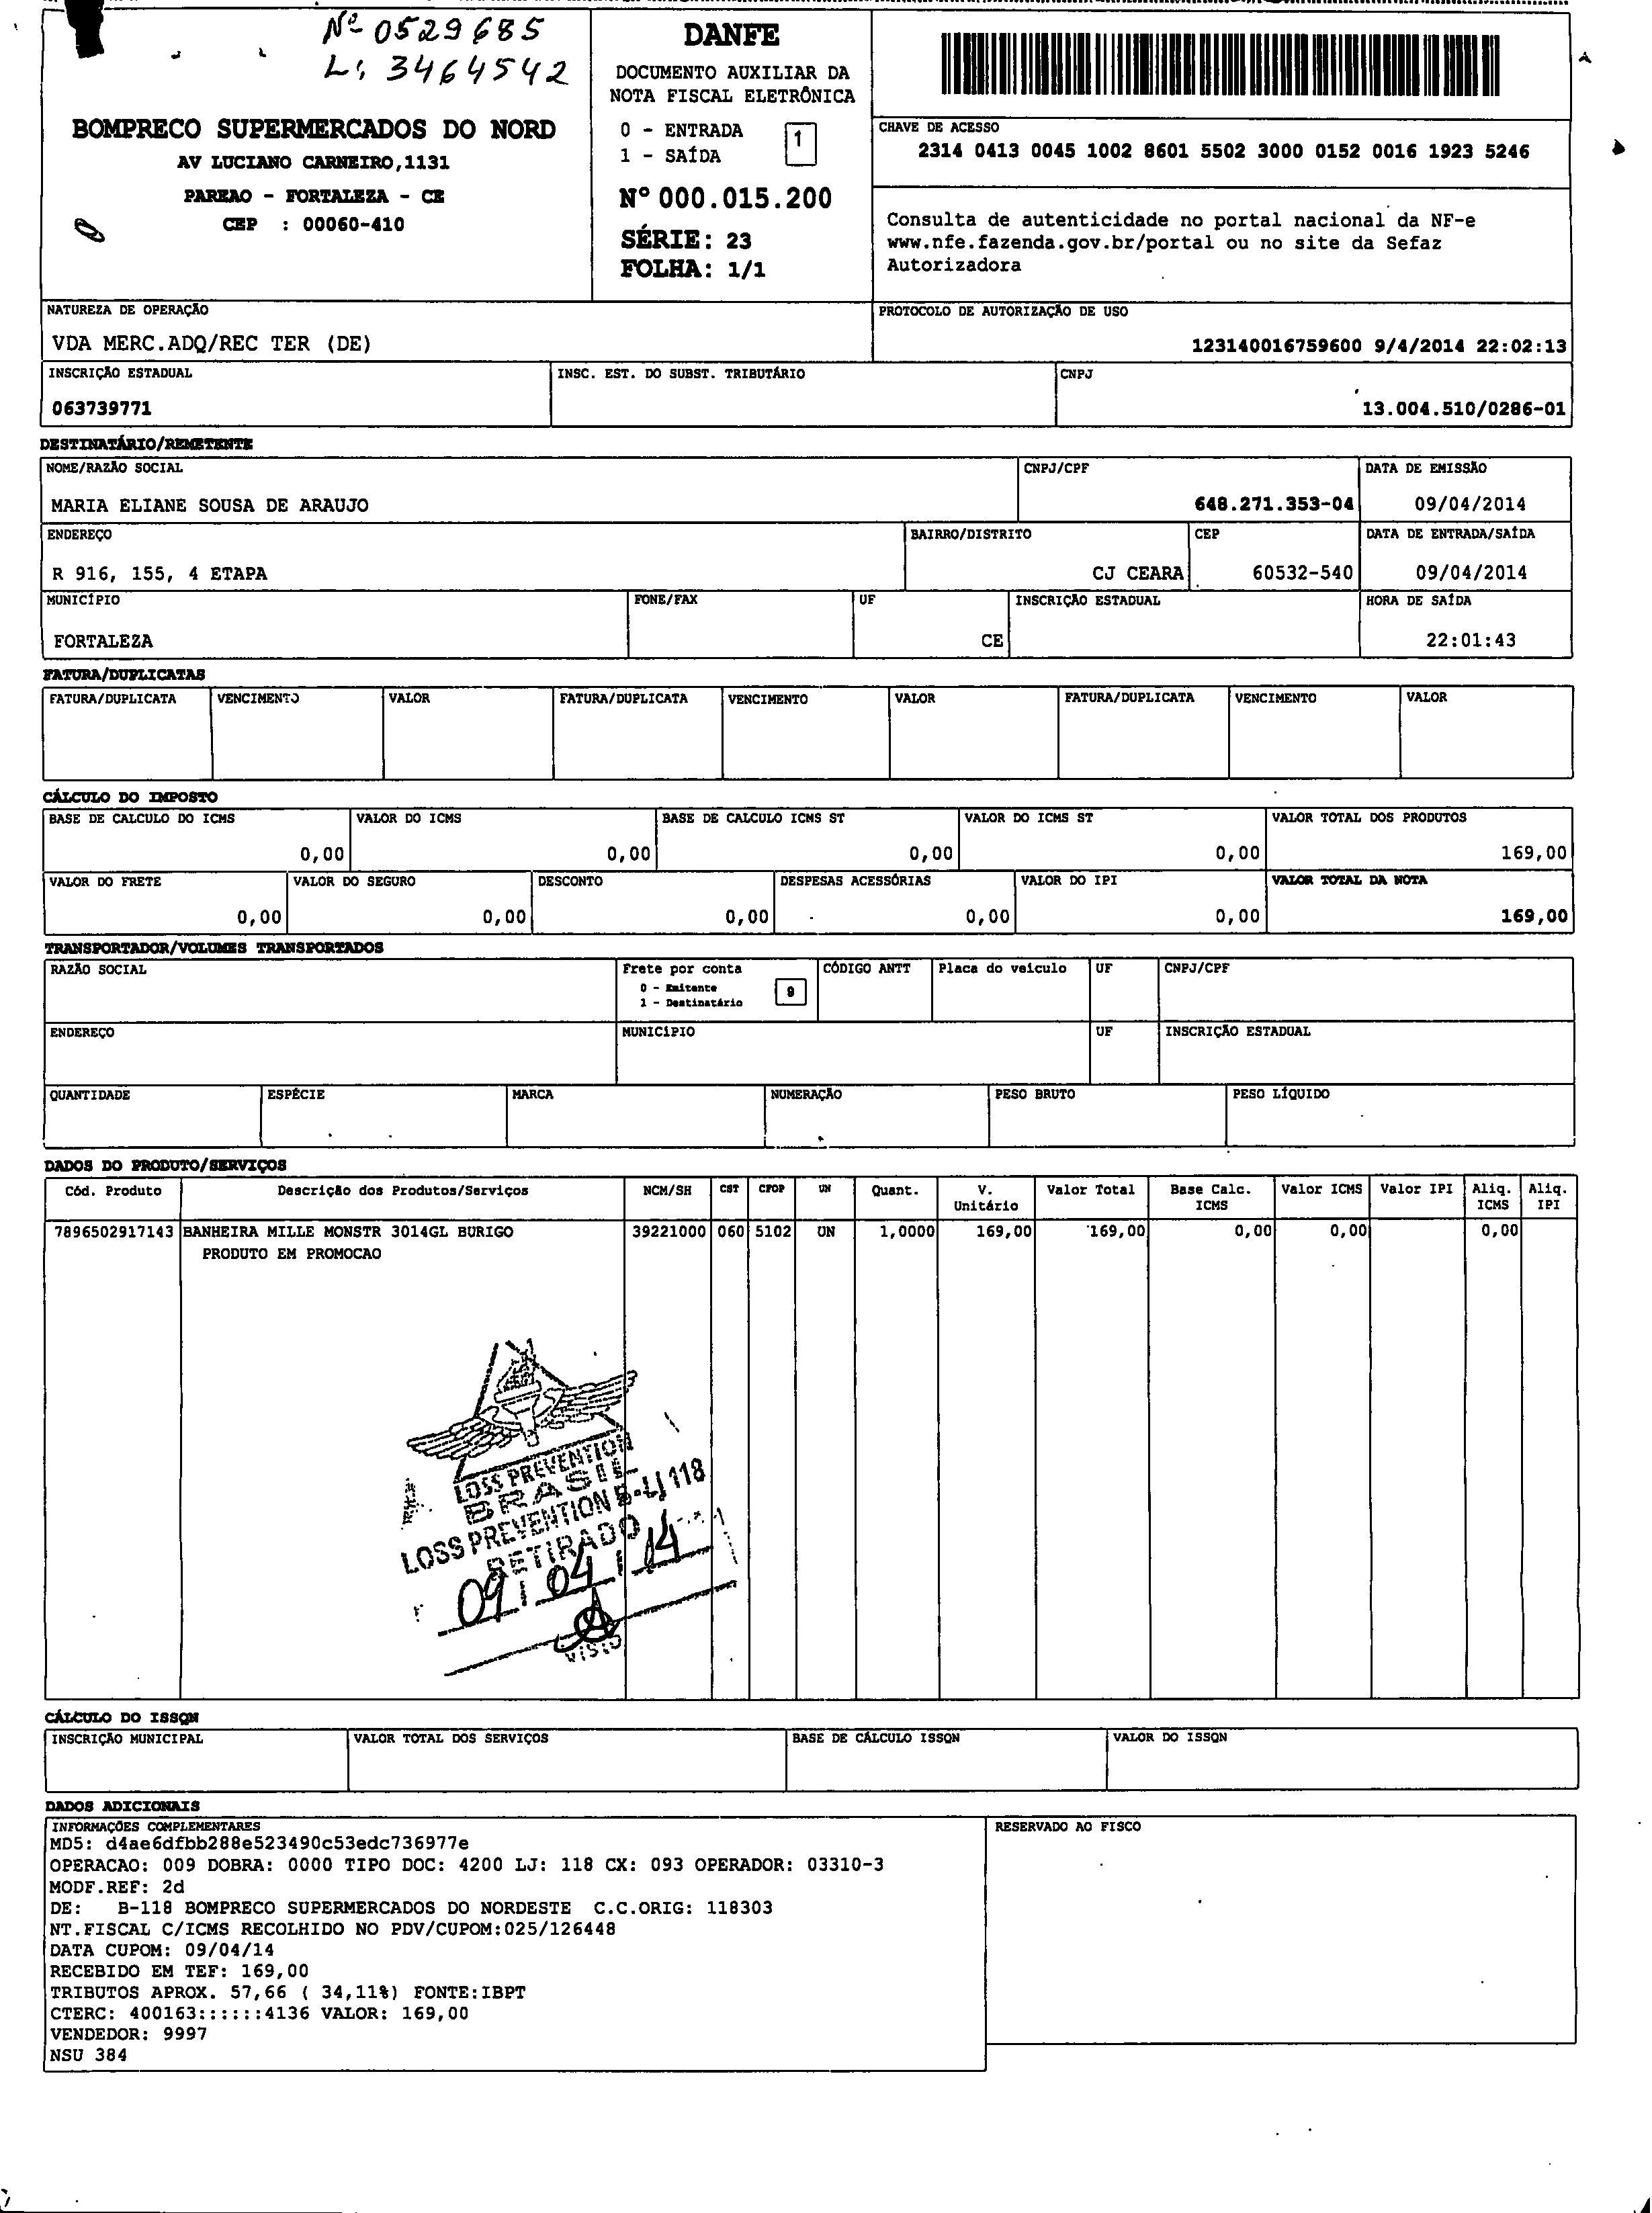 Nº 0529685
L: 3464542
BOMPRECO SUPERMERCADOS DO NORD
AV LUCIANO CARNEIRO,1131
PAREAO - FORTALEZA - CE
CEP : 00060-410
DANFE
DOCUMENTO AUXILIAR DA
NOTA FISCAL ELETRÔNICA
0 - ENTRADA
1 - SAÍDA
1
Nº 000.015.200
SÉRIE: 23
FOLHA: 1/1
CHAVE DE ACESSO
2314 0413 0045 1002 8601 5502 3000 0152 0016 1923 5246
Consulta de autenticidade no portal nacional da NF-e
www.nfe.fazenda.gov.br/portal ou no site da Sefaz
Autorizadora
NATUREZA DE OPERAÇÃO
VDA MERC.ADQ/REC TER (DE)
PROTOCOLO DE AUTORIZAÇÃO DE USO
123140016759600 9/4/2014 22:02:13
INSCRIÇÃO ESTADUAL INSC. EST. DO SUBST. TRIBUTÁRIO CNPJ
063739771 13.004.510/0286-01
DESTINATÁRIO/REMETENTE
NOME/RAZÃO SOCIAL CNPJ/CPF DATA DE EMISSÃO
MARIA ELIANE SOUSA DE ARAUJO 648.271.353-04 09/04/2014
ENDEREÇO BAIRRO/DISTRITO CEP DATA DE ENTRADA/SAÍDA
R 916, 155, 4 ETAPA CJ CEARA 60532-540 09/04/2014
MUNICÍPIO FONE/FAX UF INSCRIÇÃO ESTADUAL HORA DE SAÍDA
FORTALEZA CE 22:01:43
FATURA/DUPLICATAS
FATURA/DUPLICATA VENCIMENTO VALOR FATURA/DUPLICATA VENCIMENTO VALOR FATURA/DUPLICATA VENCIMENTO VALOR
CÁLCULO DO IMPOSTO
BASE DE CALCULO DO ICMS VALOR DO ICMS BASE DE CALCULO ICMS ST VALOR DO ICMS ST VALOR TOTAL DOS PRODUTOS
0,00 0,00 0,00 0,00 169,00
VALOR DO FRETE VALOR DO SEGURO DESCONTO DESPESAS ACESSÓRIAS VALOR DO IPI VALOR TOTAL DA NOTA
0,00 0,00 0,00 0,00 0,00 169,00
TRANSPORTADOR/VOLUMES TRANSPORTADOS
RAZÃO SOCIAL Frete por conta CÓDIGO ANTT Placa do veiculo UF CNPJ/CPF
0 - Emitente
1 - Destinatário
9
ENDEREÇO MUNICÍPIO UF INSCRIÇÃO ESTADUAL
QUANTIDADE ESPÉCIE MARCA NUMERAÇÃO PESO BRUTO PESO LÍQUIDO
DADOS DO PRODUTO/SERVIÇOS
Cód. Produto Descrição dos Produtos/Serviços NCM/SH CST CFOP UN Quant. V. Unitário Valor Total Base Calc. ICMS Valor ICMS Valor IPI Aliq. ICMS Aliq. IPI
7896502917143 BANHEIRA MILLE MONSTR 3014GL BURIGO 39221000 060 5102 UN 1,0000 169,00 169,00 0,00 0,00 0,00
PRODUTO EM PROMOCAO
LOSS PREVENTION
BRASIL
LOSS PREVENTION B-LJ 118
RETIRADO
09 / 04 / 14
VISTO
CÁLCULO DO ISSQN
INSCRIÇÃO MUNICIPAL VALOR TOTAL DOS SERVIÇOS BASE DE CÁLCULO ISSQN VALOR DO ISSQN
DADOS ADICIONAIS
INFORMAÇÕES COMPLEMENTARES
RESERVADO AO FISCO
MD5: d4ae6dfbb288e523490c53edc736977e
OPERACAO: 009 DOBRA: 0000 TIPO DOC: 4200 LJ: 118 CX: 093 OPERADOR: 03310-3
MODF.REF: 2d
DE: B-118 BOMPRECO SUPERMERCADOS DO NORDESTE C.C.ORIG: 118303
NT.FISCAL C/ICMS RECOLHIDO NO PDV/CUPOM:025/126448
DATA CUPOM: 09/04/14
RECEBIDO EM TEF: 169,00
TRIBUTOS APROX. 57,66 ( 34,11%) FONTE:IBPT
CTERC: 400163::::::4136 VALOR: 169,00
VENDEDOR: 9997
NSU 384